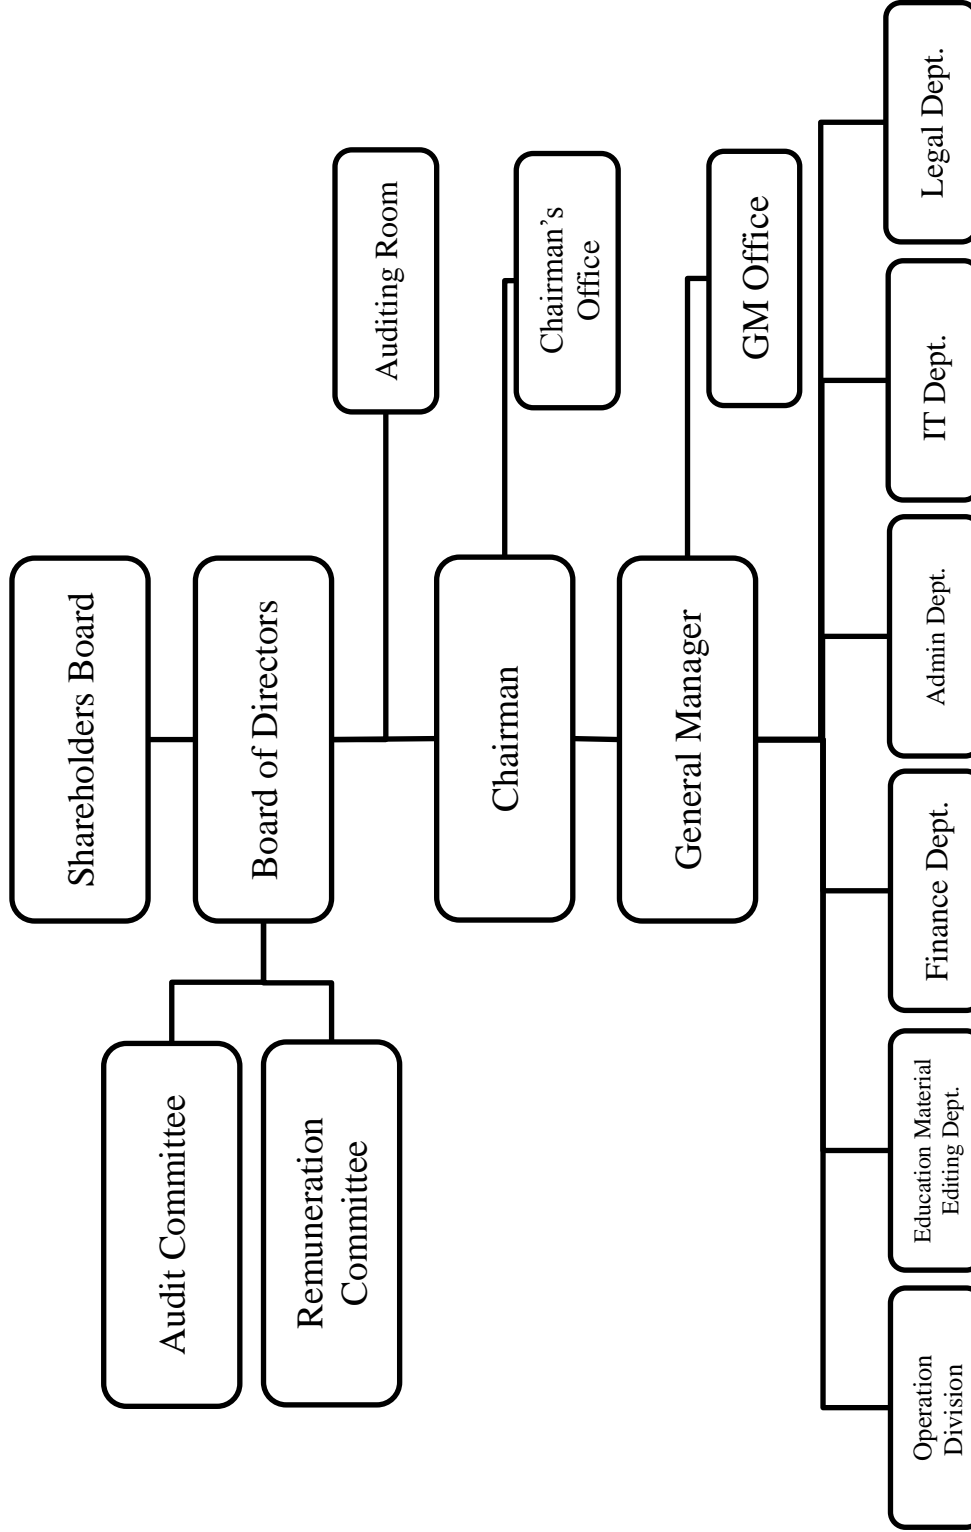 Shareholders Board
Audit Committee
Board of Directors
Remuneration
Committee
Auditing Room
Chairman
Chairman’s
Office
General Manager
GM Office
Operation
Division
Education Material
Editing Dept.
Finance Dept.
Admin Dept.
IT Dept.
Legal Dept.